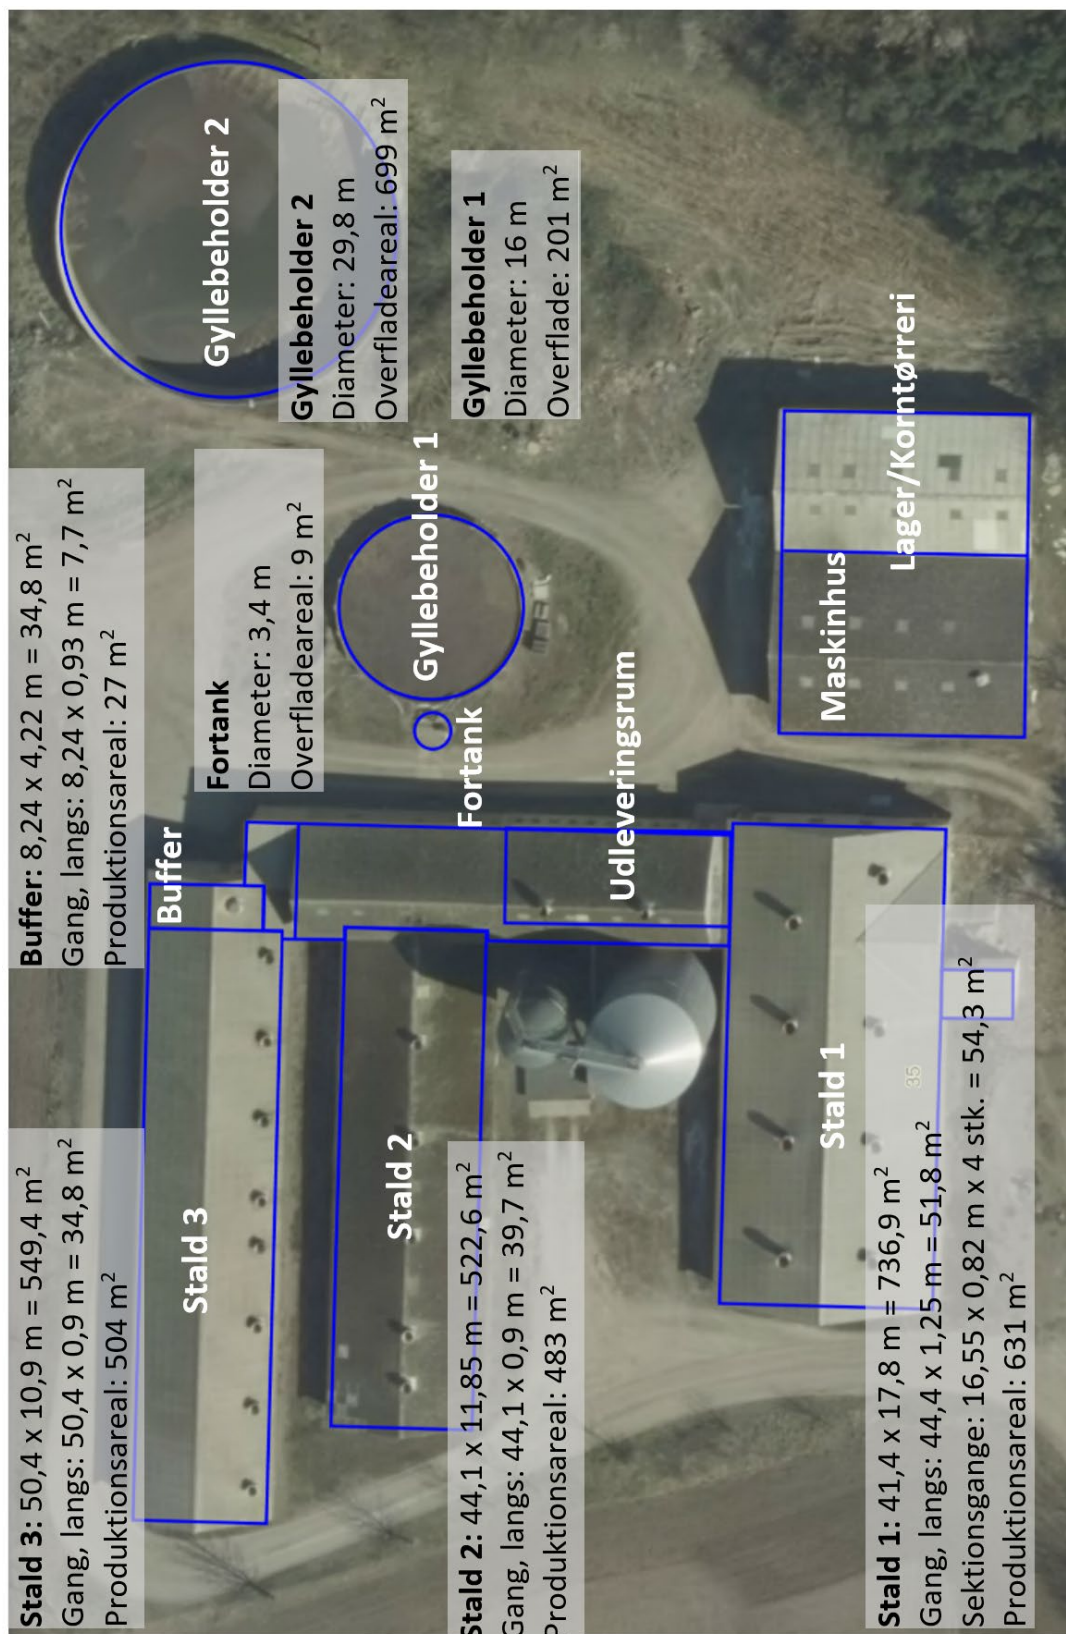 Stald 3: 50,4 x 10,9 m = 549,4 m²
Gang, langs: 50,4 x 0,9 m = 34,8 m²
Produktionsareal: 504 m²
Buffer: 8,24 x 4,22 m = 34,8 m²
Gang, langs: 8,24 x 0,93 m = 7,7 m²
Produktionsareal: 27 m²
Buffer
Stald 3
Gyllebeholder 2
Fortank
Diameter: 3,4 m
Overfladeareal: 9 m²
Gyllebeholder 2
Diameter: 29,8 m
Overfladeareal: 699 m²
Stald 2
Gyllebeholder 1
Fortank
Gyllebeholder 1
Diameter: 16 m
Overflade: 201 m²
Stald 2: 44,1 x 11,85 m = 522,6 m²
Gang, langs: 44,1 x 0,9 m = 39,7 m²
Produktionsareal: 483 m²
Udleveringsrum
Stald 1
Maskinhus
Lager/Korntørreri
35
Stald 1: 41,4 x 17,8 m = 736,9 m²
Gang, langs: 44,4 x 1,25 m = 51,8 m²
Sektionsgange: 16,55 x 0,82 m x 4 stk. = 54,3 m²
Produktionsareal: 631 m²